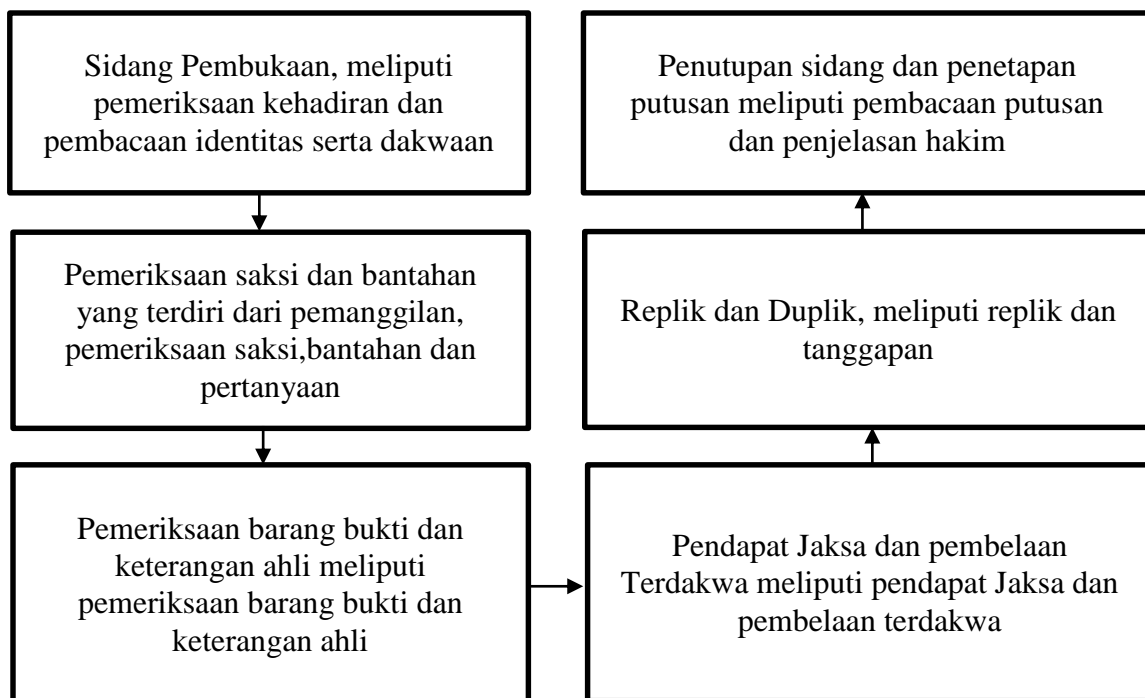 Sidang Pembukaan, meliputi
pemeriksaan kehadiran dan
pembacaan identitas serta dakwaan
Pemeriksaan saksi dan bantahan
yang terdiri dari pemanggilan,
pemeriksaan saksi,bantahan dan
pertanyaan
Pemeriksaan barang bukti dan
keterangan ahli meliputi
pemeriksaan barang bukti dan
keterangan ahli
Pendapat Jaksa dan pembelaan
Terdakwa meliputi pendapat Jaksa dan
pembelaan terdakwa
Replik dan Duplik, meliputi replik dan
tanggapan
Penutupan sidang dan penetapan
putusan meliputi pembacaan putusan
dan penjelasan hakim